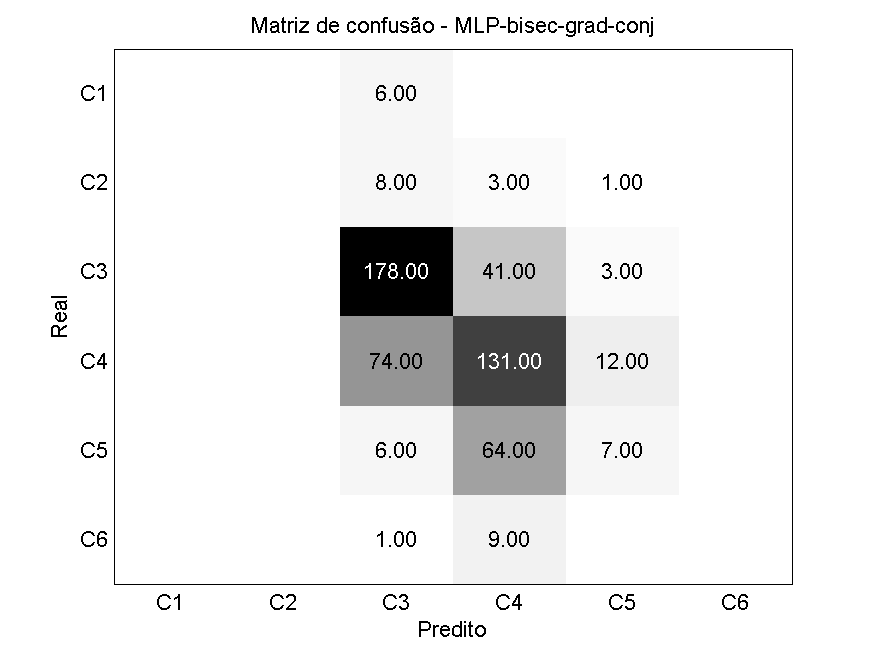 Matriz de confusão - MLP-bisec-grad-conj
C1 6.00
C2 8.00 3.00 1.00
C3 178.00 41.00 3.00
Real
C4 74.00 131.00 12.00
C5 6.00 64.00 7.00
C6 1.00 9.00
C1 C2 C3 C4 C5 C6
Predito